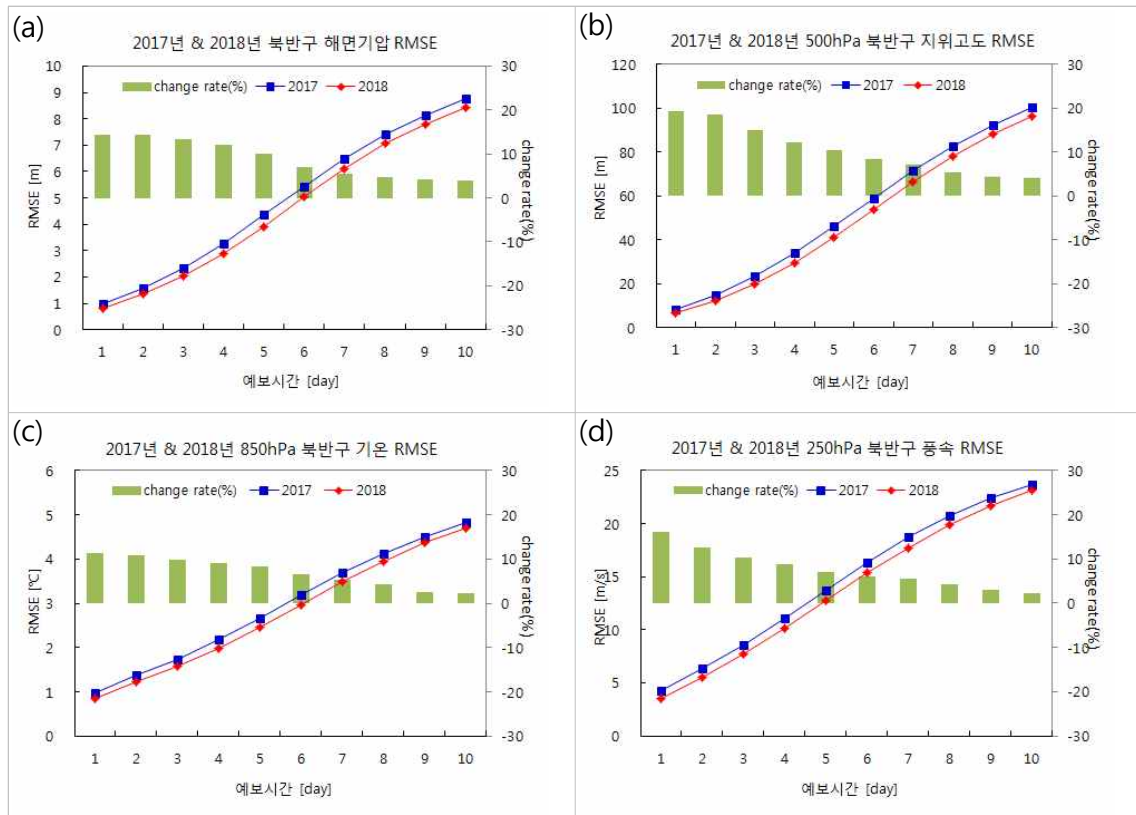 (a)
2017년 & 2018년 북반구 해면기압 RMSE
change rate(%) 2017 2018
10
9
8
7
6
5
4
3
2
1
0
RMSE [m]
30
20
10
0
-10
-20
-30
change rate(%)
1 2 3 4 5 6 7 8 9 10
예보시간 [day]
(b)
2017년 & 2018년 500hPa 북반구 지위고도 RMSE
change rate(%) 2017 2018
120
100
80
60
40
20
0
RMSE [m]
30
20
10
0
-10
-20
-30
change rate(%)
1 2 3 4 5 6 7 8 9 10
예보시간 [day]
(c)
2017년 & 2018년 850hPa 북반구 기온 RMSE
change rate(%) 2017 2018
6
5
4
3
2
1
0
RMSE [℃]
30
20
10
0
-10
-20
-30
change rate(%)
1 2 3 4 5 6 7 8 9 10
예보시간 [day]
(d)
2017년 & 2018년 250hPa 북반구 풍속 RMSE
change rate(%) 2017 2018
25
20
15
10
5
0
RMSE [m/s]
30
20
10
0
-10
-20
-30
change rate(%)
1 2 3 4 5 6 7 8 9 10
예보시간 [day]